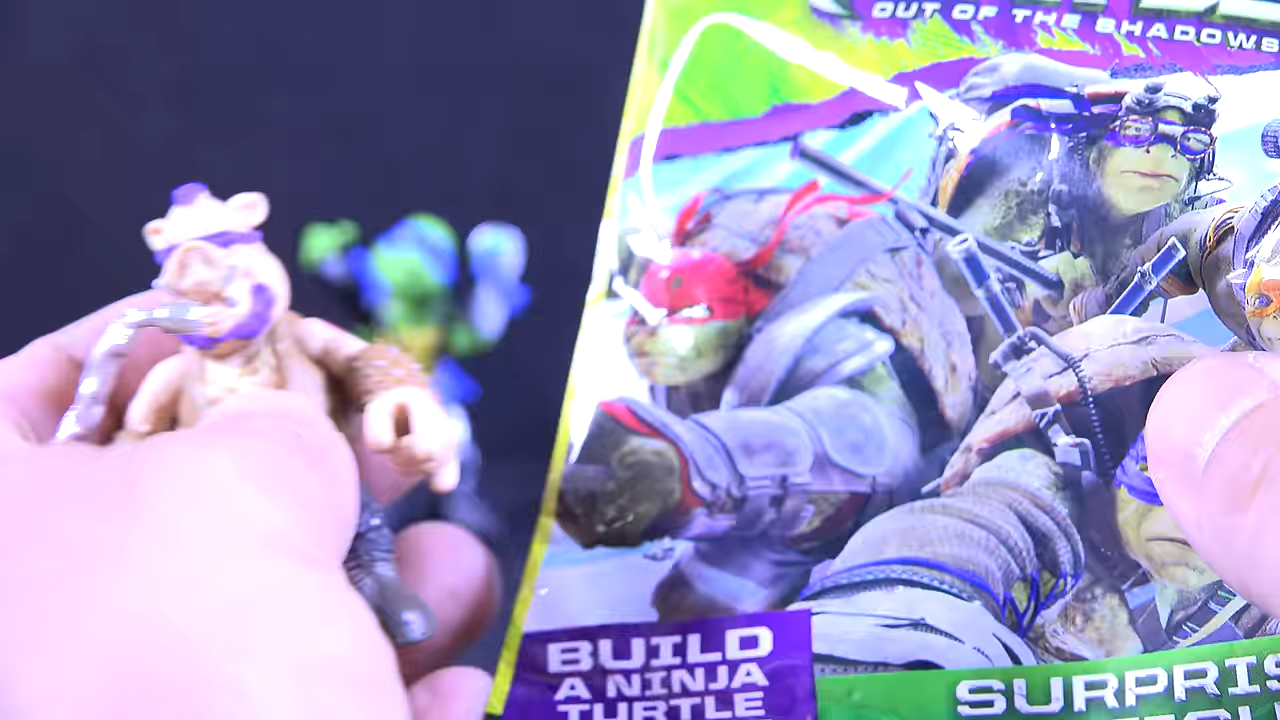 OUT OF THE SHADOWS
BUILD
A NINJA
TURTLE
SURPRIS